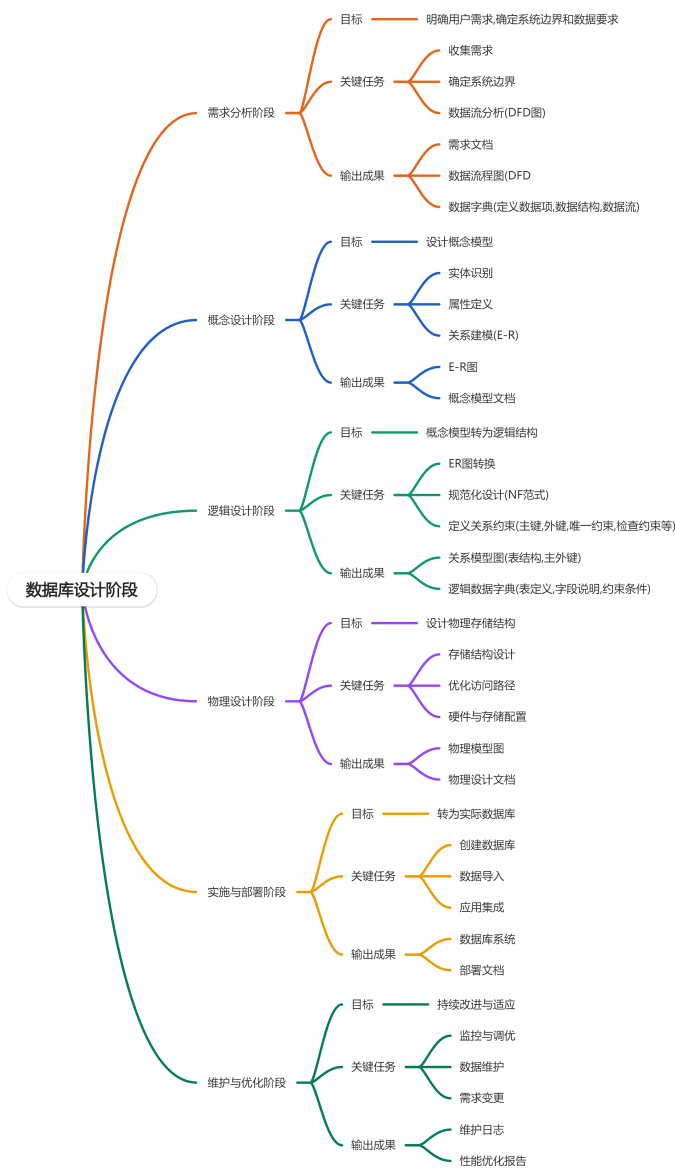 数据库设计阶段
需求分析阶段
目标
明确用户需求,确定系统边界和数据要求
关键任务
收集需求
确定系统边界
数据流分析(DFD图)
输出成果
需求文档
数据流程图(DFD
数据字典(定义数据项,数据结构,数据流)
概念设计阶段
目标
设计概念模型
关键任务
实体识别
属性定义
关系建模(E-R)
输出成果
E-R图
概念模型文档
逻辑设计阶段
目标
概念模型转为逻辑结构
关键任务
ER图转换
规范化设计(NF范式)
定义关系约束(主键,外键,唯一约束,检查约束等)
输出成果
关系模型图(表结构,主外键)
逻辑数据字典(表定义,字段说明,约束条件)
物理设计阶段
目标
设计物理存储结构
关键任务
存储结构设计
优化访问路径
硬件与存储配置
输出成果
物理模型图
物理设计文档
实施与部署阶段
目标
转为实际数据库
关键任务
创建数据库
数据导入
应用集成
输出成果
数据库系统
部署文档
维护与优化阶段
目标
持续改进与适应
关键任务
监控与调优
数据维护
需求变更
输出成果
维护日志
性能优化报告